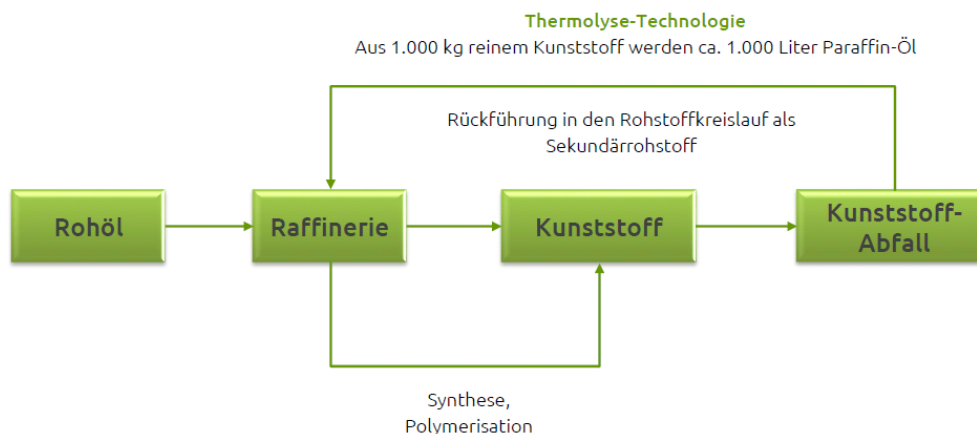 Thermolyse-Technologie
Aus 1.000 kg reinem Kunststoff werden ca. 1.000 Liter Paraffin-Öl
Rückführung in den Rohstoffkreislauf als
Sekundärrohstoff
Rohöl
Raffinerie
Kunststoff
Kunststoff-
Abfall
Synthese,
Polymerisation